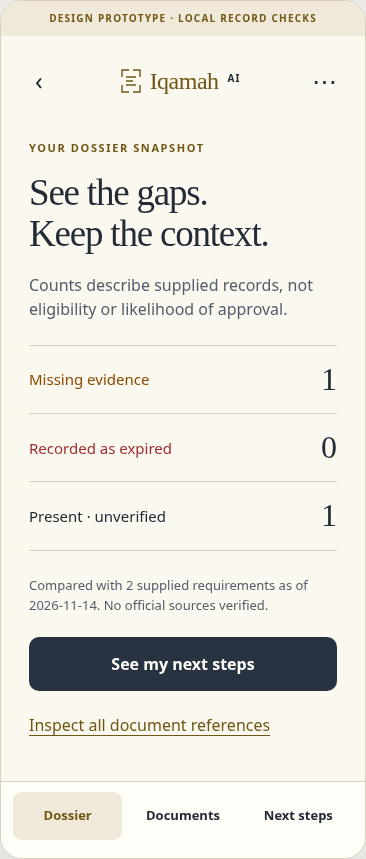 DESIGN PROTOTYPE · LOCAL RECORD CHECKS
‹ Iqamah AI ···
YOUR DOSSIER SNAPSHOT
See the gaps.
Keep the context.
Counts describe supplied records, not
eligibility or likelihood of approval.
Missing evidence 1
Recorded as expired 0
Present · unverified 1
Compared with 2 supplied requirements as of
2026-11-14. No official sources verified.
See my next steps
Inspect all document references
Dossier Documents Next steps